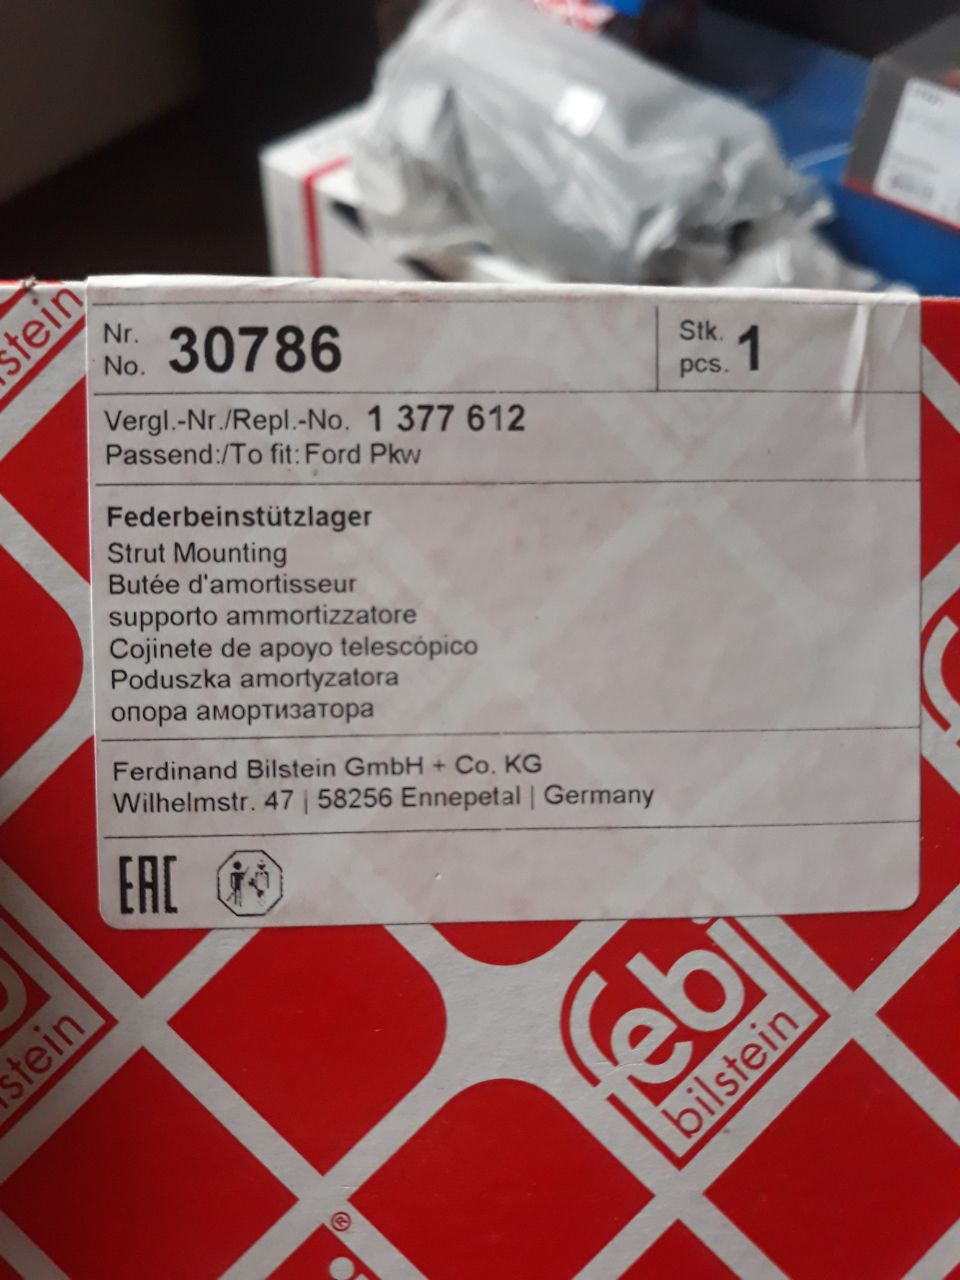 stein
Nr.
No. 30786
Stk.
pcs. 1
Vergl.-Nr./Repl.-No. 1 377 612
Passend:/To fit: Ford Pkw
Federbeinstützlager
Strut Mounting
Butée d'amortisseur
supporto ammortizzatore
Cojinete de apoyo telescópico
Poduszka amortyzatora
опора амортизатора
Ferdinand Bilstein GmbH + Co. KG
Wilhelmstr. 47 | 58256 Ennepetal | Germany
EAC
febi
bilstein
stein
®